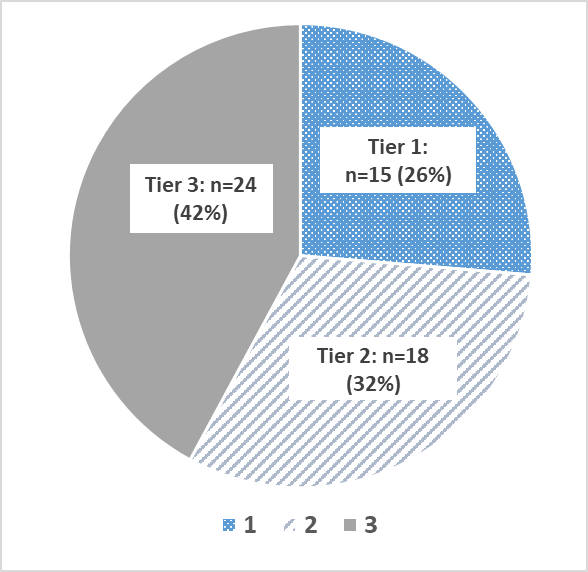 Tier 1:
n=15 (26%)
Tier 3: n=24
(42%)
Tier 2: n=18
(32%)
1 2 3